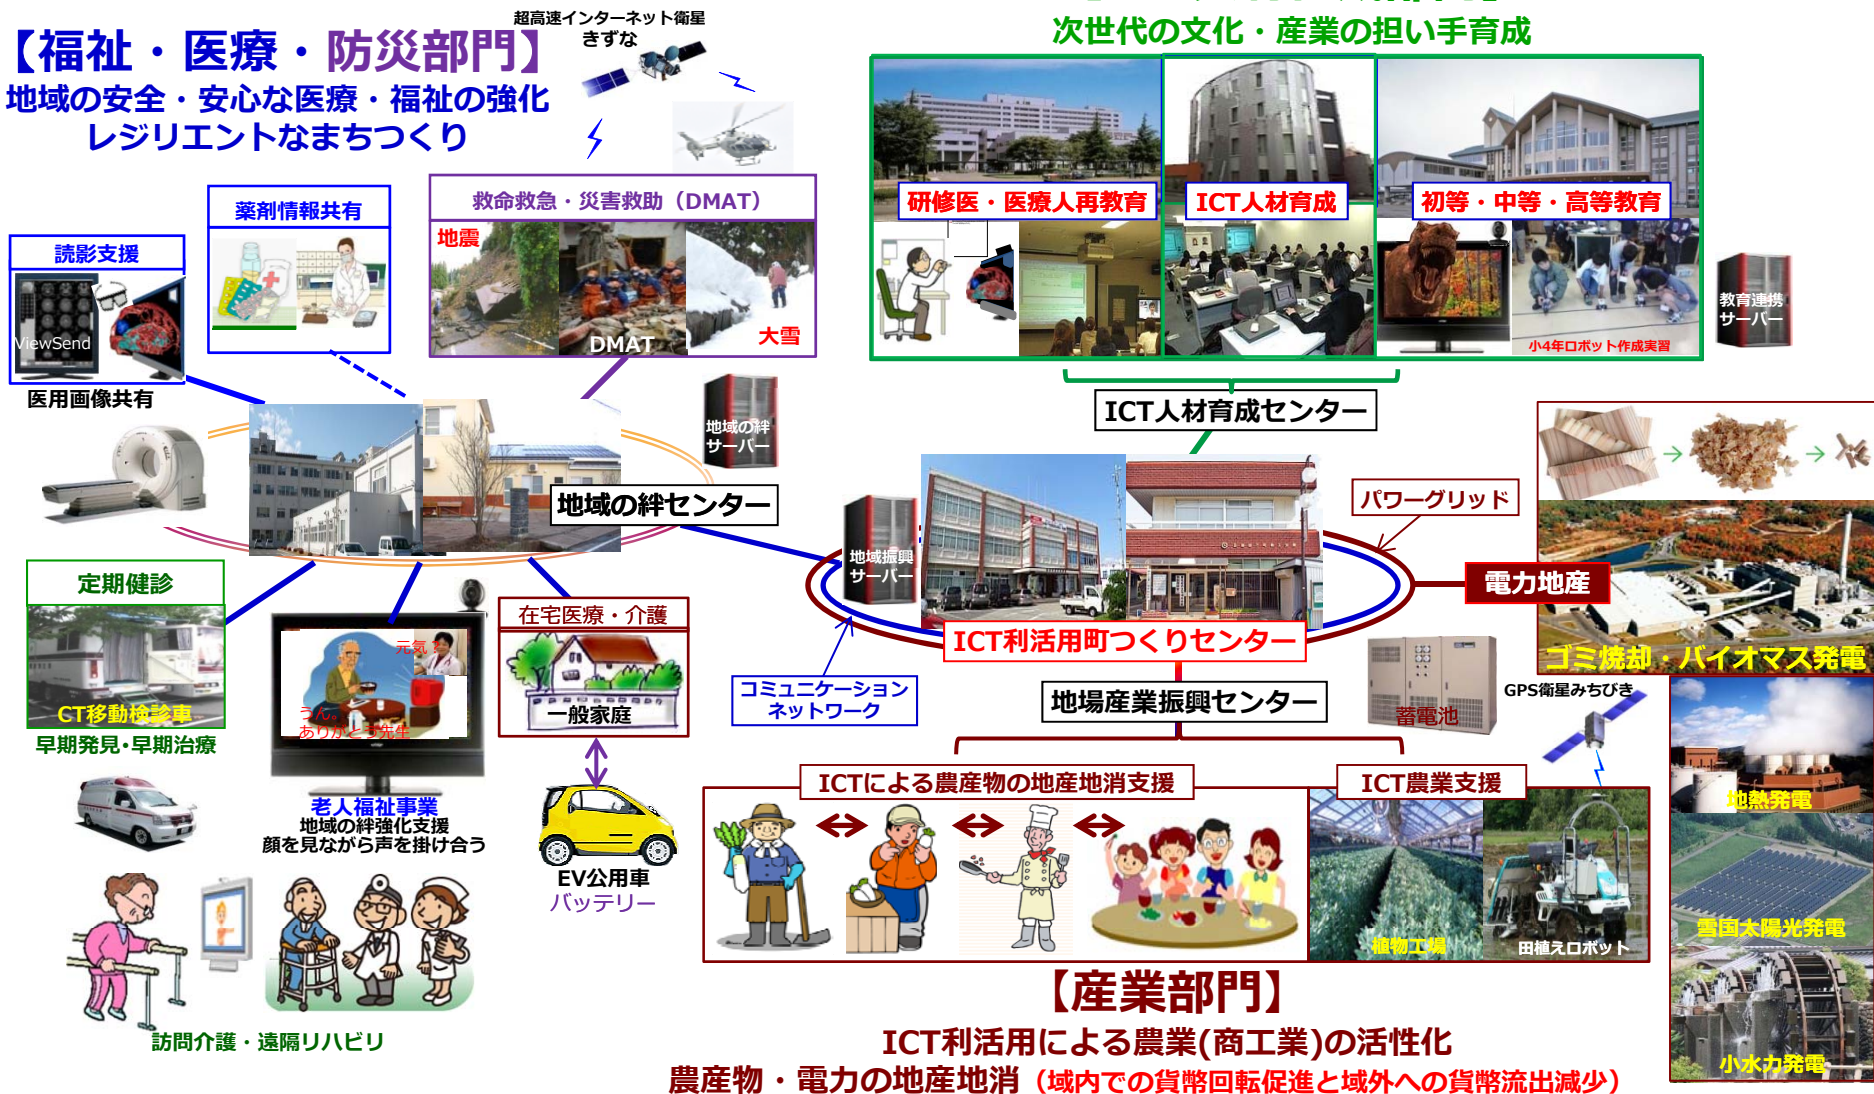 【福祉・医療・防災部門】
地域の安全・安心な医療・福祉の強化
レジリエントなまちつくり
超高速インターネット衛星
きずな
次世代の文化・産業の担い手育成
読影支援
ViewSend
医用画像共有
薬剤情報共有
救命救急・災害救助（DMAT）
地震
DMAT
大雪
研修医・医療人再教育
ICT人材育成
初等・中等・高等教育
小4年ロボット作成実習
教育連携
サーバー
ICT人材育成センター
地域の絆
サーバー
地域の絆センター
地域振興
サーバー
パワーグリッド
電力地産
ゴミ焼却・バイオマス発電
ICT利活用町つくりセンター
コミュニケーション
ネットワーク
地場産業振興センター
蓄電池
GPS衛星みちびき
地熱発電
雪国太陽光発電
小水力発電
定期健診
CT移動検診車
早期発見・早期治療
元気？
うん。
ありがとう先生
老人福祉事業
地域の絆強化支援
顔を見ながら声を掛け合う
在宅医療・介護
一般家庭
EV公用車
バッテリー
訪問介護・遠隔リハビリ
ICTによる農産物の地産地消支援
ICT農業支援
植物工場
田植えロボット
【産業部門】
ICT利活用による農業(商工業)の活性化
農産物・電力の地産地消（域内での貨幣回転促進と域外への貨幣流出減少）